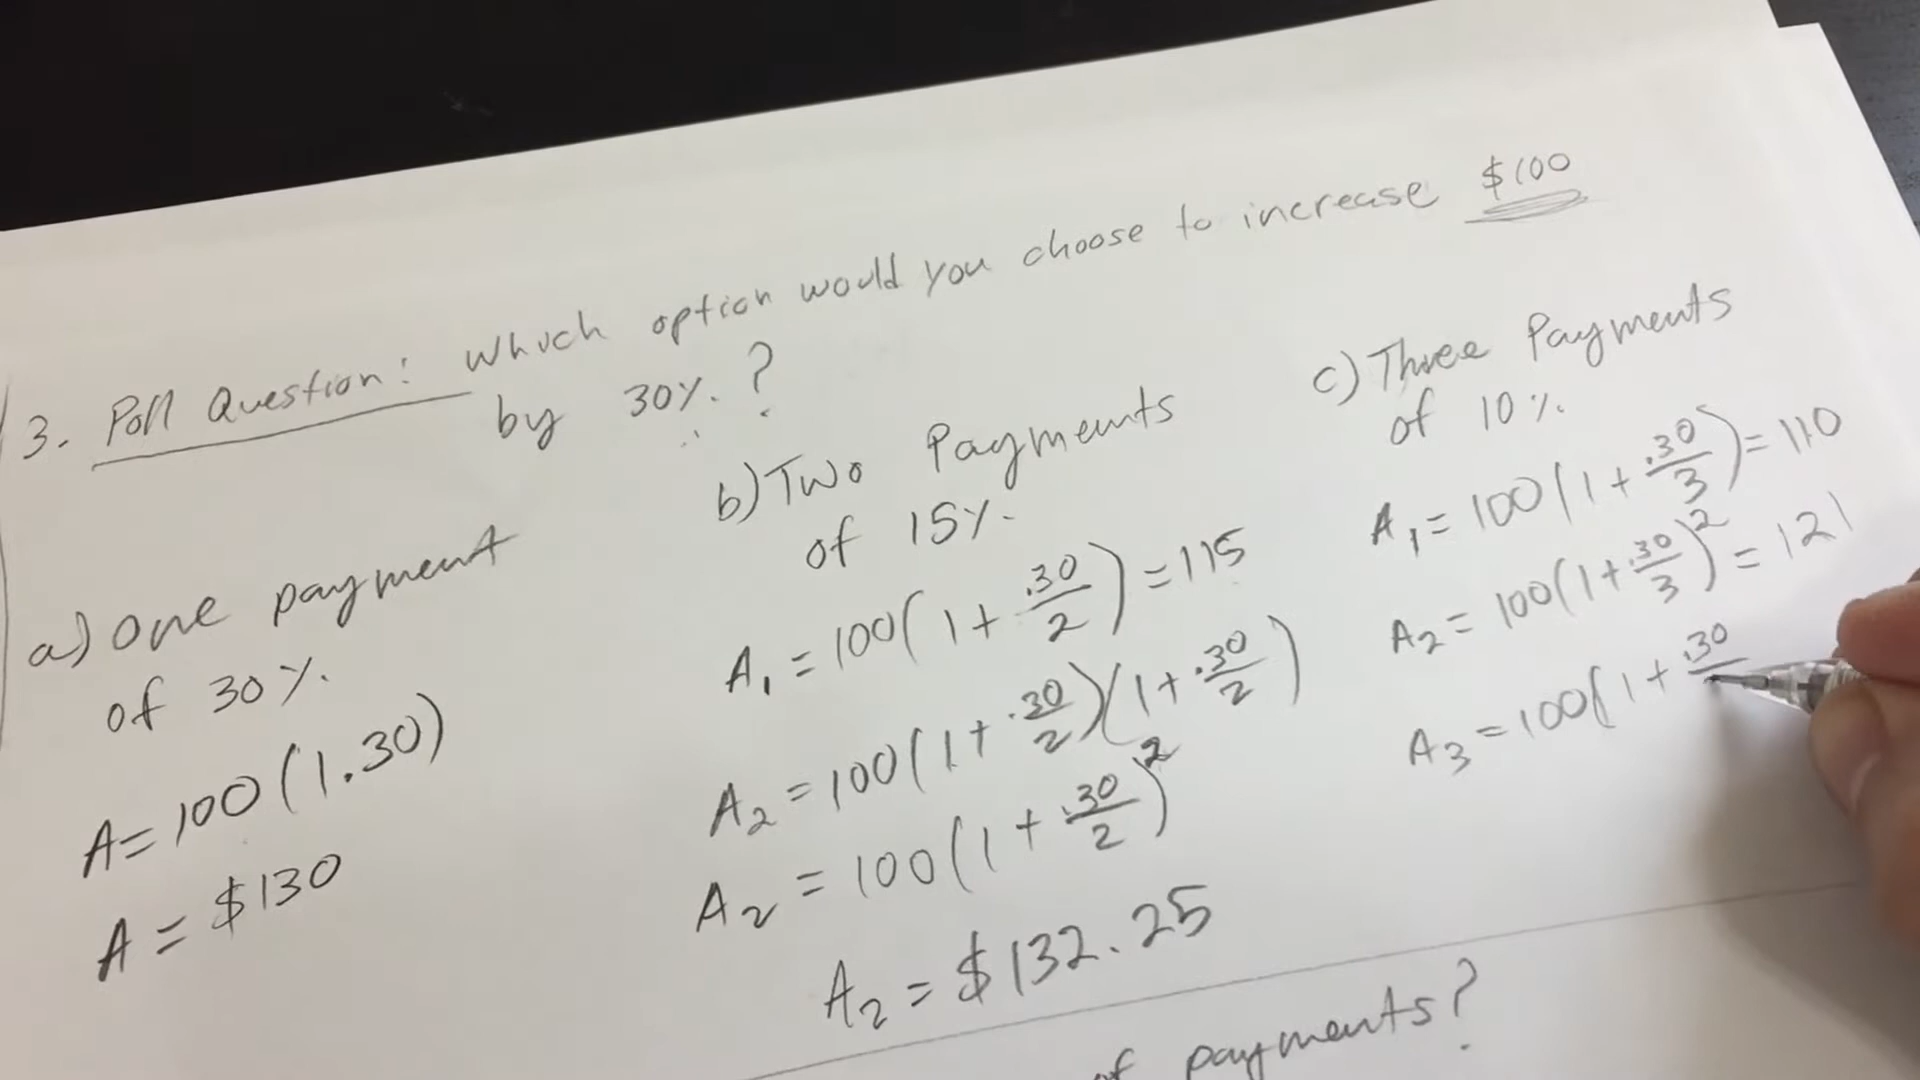 3. Poll Question: Which option would you choose to increase $100
by 30%?
a) One payment
of 30%.
A = 100(1.30)
A = $130
b) Two Payments
of 15%.
A₁ = 100(1 + .30/2) = 115
A₂ = 100(1 + .30/2)(1 + .30/2)
A₂ = 100(1 + .30/2)²
A₂ = $132.25
c) Three Payments
of 10%.
A₁ = 100(1 + .30/3) = 110
A₂ = 100(1 + .30/3)² = 121
A₃ = 100(1 + .30
of payments?